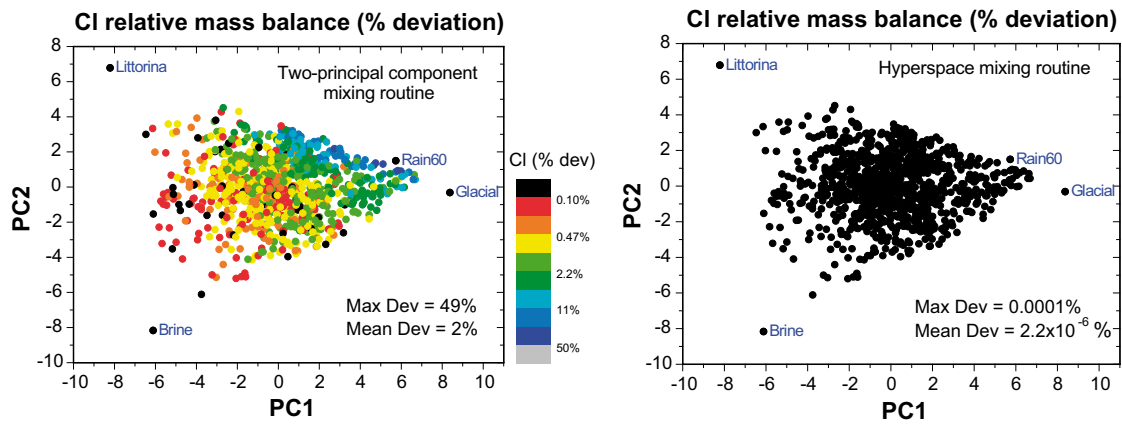 Cl relative mass balance (% deviation)
Two-principal component
mixing routine
Littorina
Rain60
Glacial
Brine
Max Dev = 49%
Mean Dev = 2%
PC2
8
6
4
2
0
-2
-4
-6
-8
-10
-10 -8 -6 -4 -2 0 2 4 6 8 10
PC1
Cl (% dev)
0.10%
0.47%
2.2%
11%
50%
Cl relative mass balance (% deviation)
Hyperspace mixing routine
Littorina
Rain60
Glacial
Brine
Max Dev = 0.0001%
Mean Dev = 2.2x10-6 %
PC2
8
6
4
2
0
-2
-4
-6
-8
-10
-10 -8 -6 -4 -2 0 2 4 6 8 10
PC1